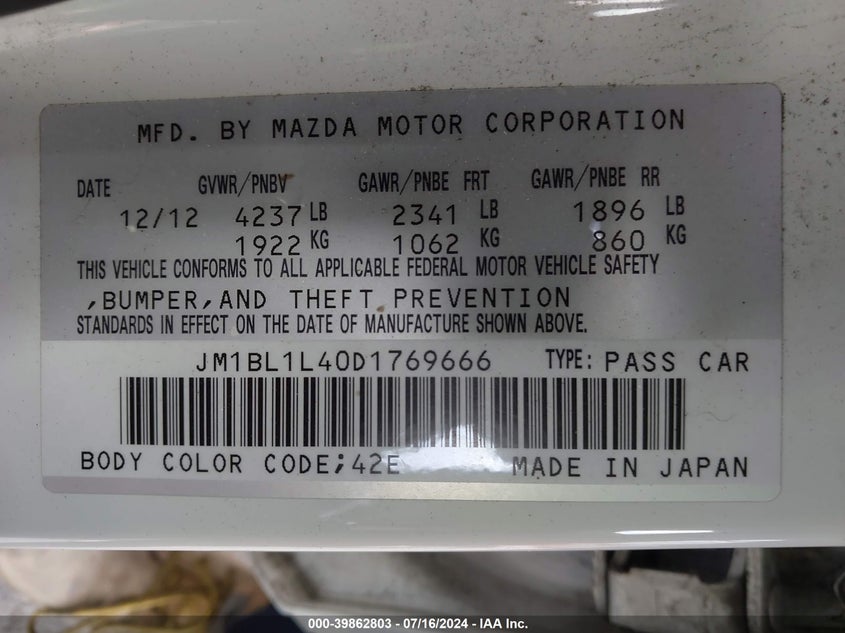 MFD. BY MAZDA MOTOR CORPORATION
DATE GVWR/PNBV GAWR/PNBE FRT GAWR/PNBE RR
12/12 4237 LB 2341 LB 1896 LB
1922 KG 1062 KG 860 KG
THIS VEHICLE CONFORMS TO ALL APPLICABLE FEDERAL MOTOR VEHICLE SAFETY
,BUMPER,AND THEFT PREVENTION
STANDARDS IN EFFECT ON THE DATE OF MANUFACTURE SHOWN ABOVE.
JM1BL1L40D1769666 TYPE: PASS CAR
BODY COLOR CODE;42E MADE IN JAPAN
000-39862803 - 07/16/2024 - IAA Inc.